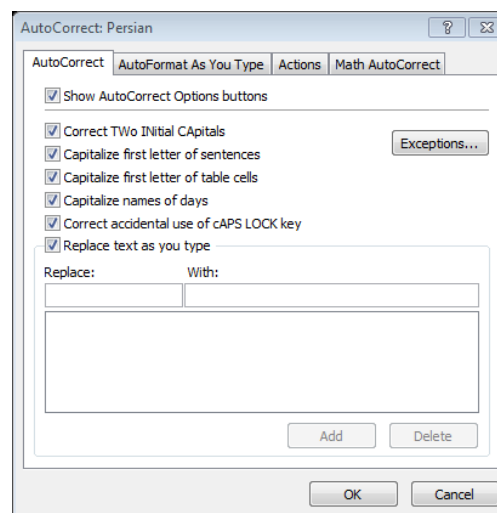 AutoCorrect: Persian
AutoCorrect AutoFormat As You Type Actions Math AutoCorrect
Show AutoCorrect Options buttons
Correct TWo INitial CApitals
Exceptions...
Capitalize first letter of sentences
Capitalize first letter of table cells
Capitalize names of days
Correct accidental use of cAPS LOCK key
Replace text as you type
Replace: With:
Add Delete
OK Cancel